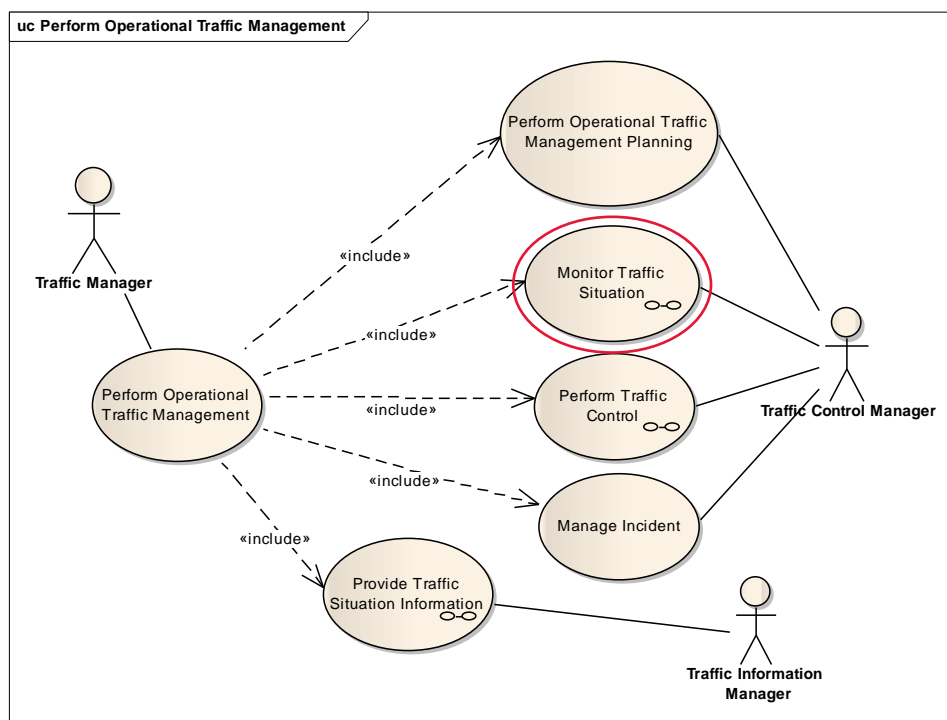 uc Perform Operational Traffic Management
Perform Operational Traffic
Management Planning
Traffic Manager
«include»
Monitor Traffic
Situation
«include»
Perform Operational
Traffic Management
«include»
Perform Traffic
Control
Traffic Control Manager
«include»
Manage Incident
«include»
Provide Traffic
Situation Information
Traffic Information
Manager